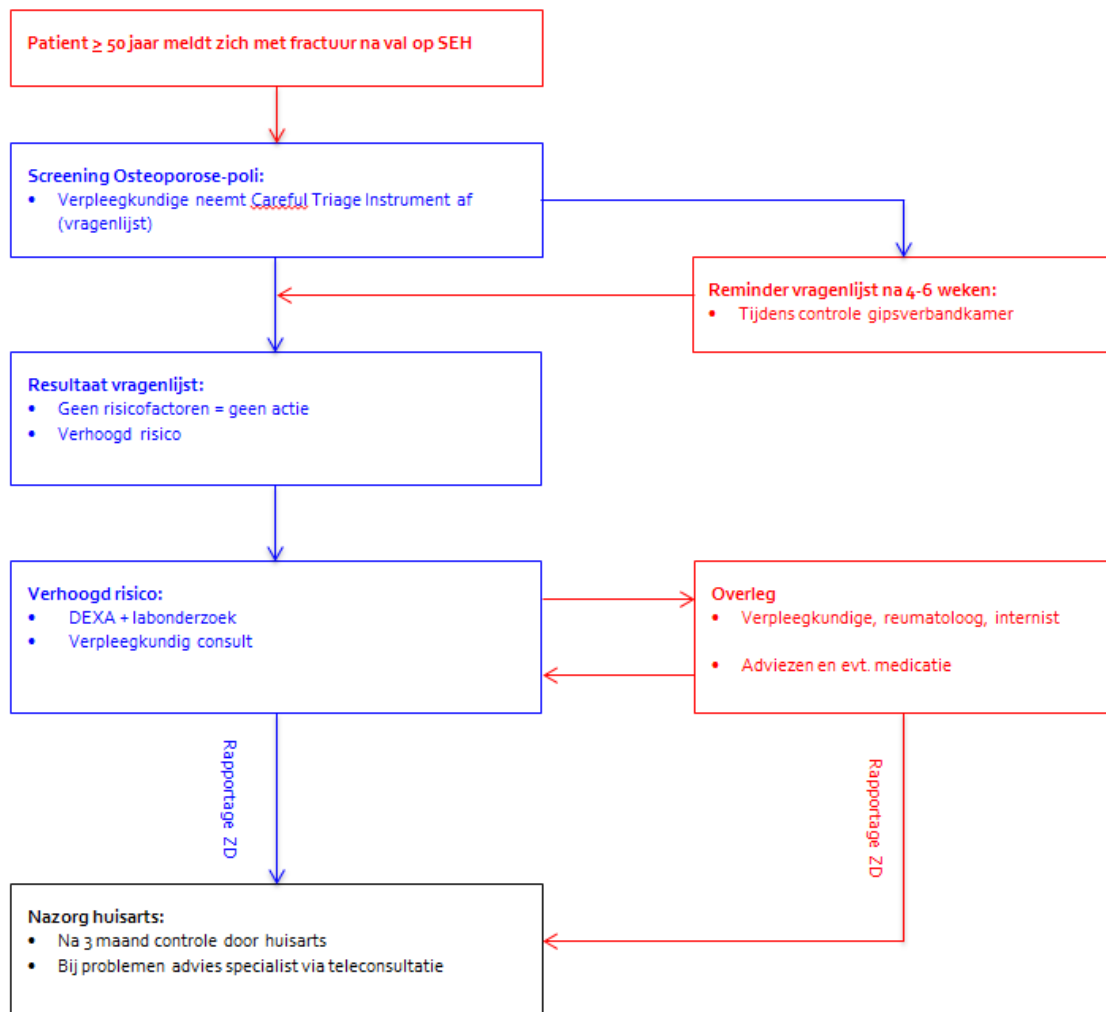 Patient ≥ 50 jaar meldt zich met fractuur na val op SEH
Screening Osteoporose-poli:
• Verpleegkundige neemt Careful Triage Instrument af
(vragenlijst)
Reminder vragenlijst na 4-6 weken:
• Tijdens controle gipsverbandkamer
Resultaat vragenlijst:
• Geen risicofactoren = geen actie
• Verhoogd risico
Verhoogd risico:
• DEXA + labonderzoek
• Verpleegkundig consult
Overleg
• Verpleegkundige, reumatoloog, internist
• Adviezen en evt. medicatie
Rapportage ZD
Rapportage ZD
Nazorg huisarts:
• Na 3 maand controle door huisarts
• Bij problemen advies specialist via teleconsultatie